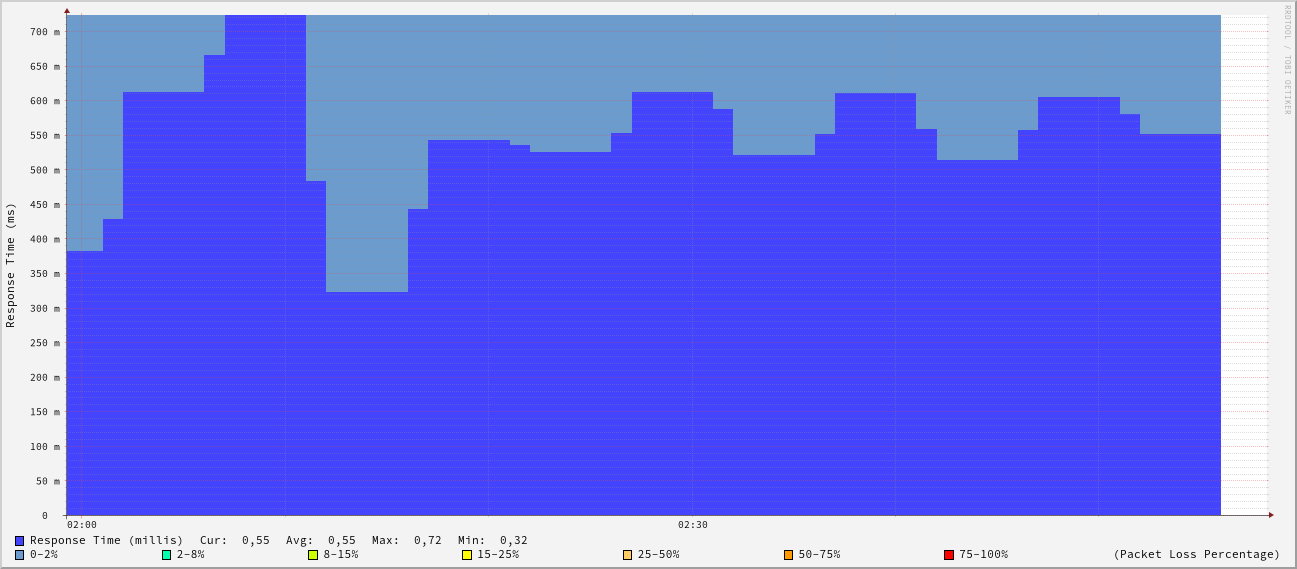 RRDTOOL / TOBI OETIKER
Response Time (ms)
700 m
650 m
600 m
550 m
500 m
450 m
400 m
350 m
300 m
250 m
200 m
150 m
100 m
50 m
0
02:00 02:30
Response Time (millis) Cur: 0,55 Avg: 0,55 Max: 0,72 Min: 0,32
0-2% 2-8% 8-15% 15-25% 25-50% 50-75% 75-100% (Packet Loss Percentage)